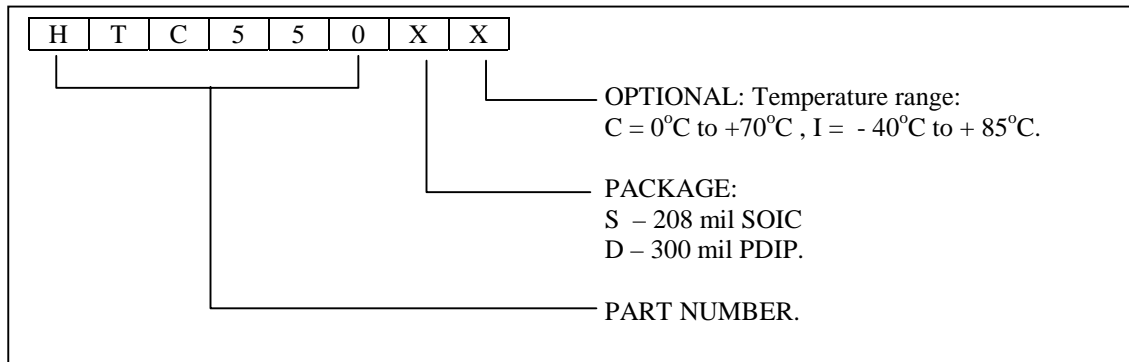 H T C 5 5 0 X X
OPTIONAL: Temperature range:
C = 0°C to +70°C , I = - 40°C to + 85°C.
PACKAGE:
S – 208 mil SOIC
D – 300 mil PDIP.
PART NUMBER.